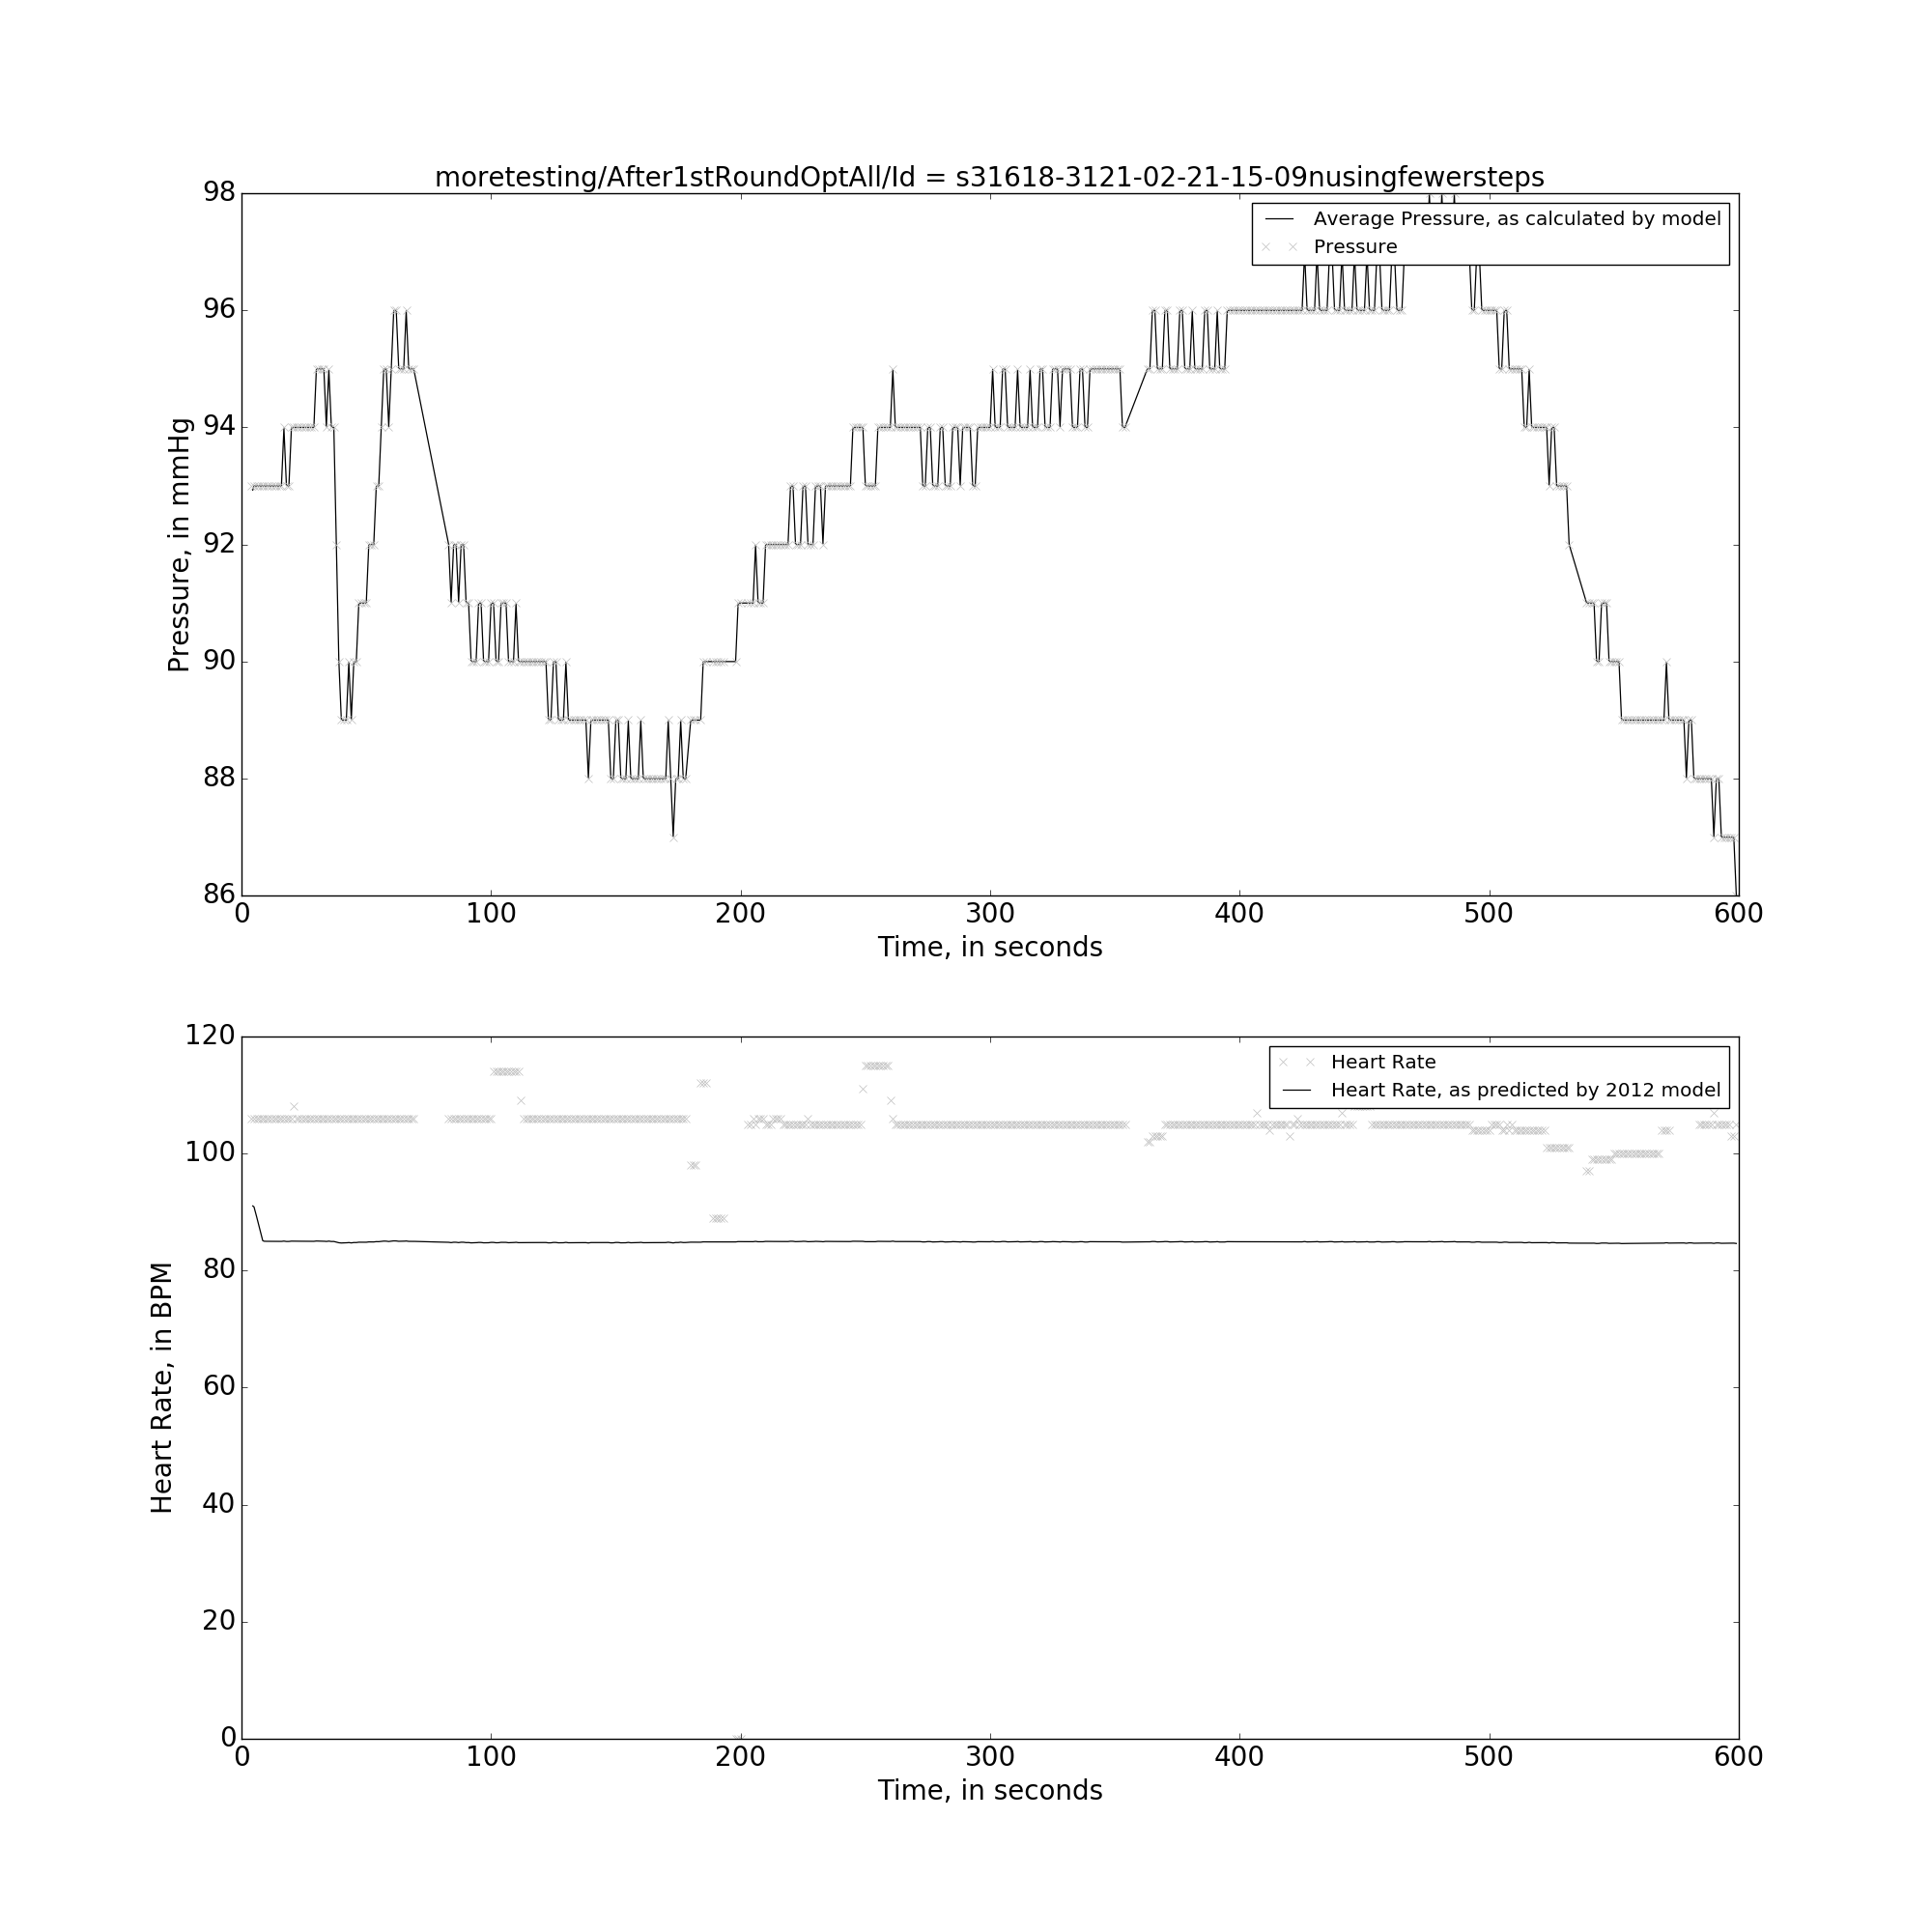 moretesting/After1stRoundOptAll/Id = s31618-3121-02-21-15-09nusingfewersteps
98
96
94
92
90
88
86
Pressure, in mmHg
Average Pressure, as calculated by model
Pressure
0 100 200 300 400 500 600
Time, in seconds
120
100
80
60
40
20
0
Heart Rate, in BPM
Heart Rate
Heart Rate, as predicted by 2012 model
0 100 200 300 400 500 600
Time, in seconds